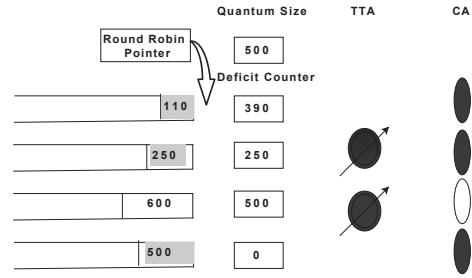 Quantum Size TTA CA
Round Robin
Pointer
500
Deficit Counter
110 390
250 250
600 500
500 0